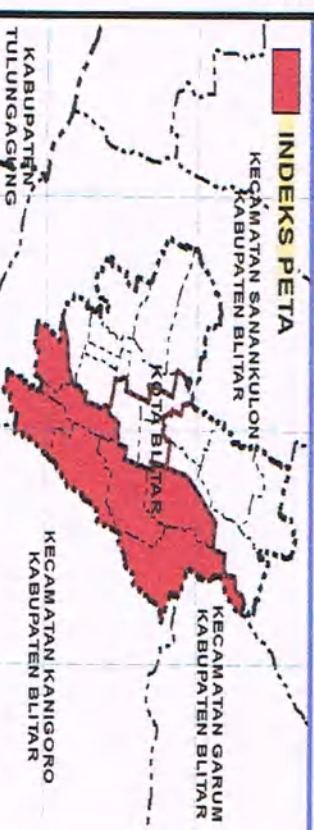 INDEKS PETA
KECAMATAN SANANKULON
KABUPATEN BLITAR
KECAMATAN GARUM
KABUPATEN BLITAR
KOTA BLITAR
KECAMATAN KANIGORO
KABUPATEN BLITAR
KABUPATEN
TULUNGAGUNG